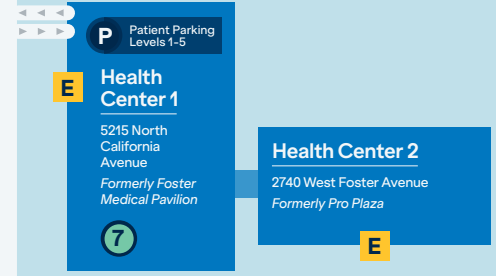 P
Patient Parking
Levels 1-5
E
Health
Center 1
5215 North
California
Avenue
Formerly Foster
Medical Pavilion
7
Health Center 2
2740 West Foster Avenue
Formerly Pro Plaza
E